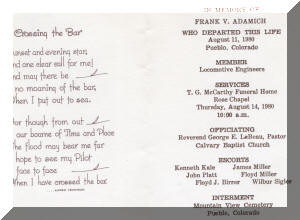 Crossing the Bar
unset and evening star,
nd one clear call for me!
nd may there be
no moaning of the bar,
hen I put out to sea.
or though from out
our bourne of Time and Place
he flood may bear me far
hope to see my Pilot
face to face
hen I have crossed the bar
IN MEMORY OF
FRANK V. ADAMICH
WHO DEPARTED THIS LIFE
August 11, 1980
Pueblo, Colorado
MEMBER
Locomotive Engineers
SERVICES
T. G. McCarthy Funeral Home
Rose Chapel
Thursday, August 14, 1980
10:00 a.m.
OFFICIATING
Reverend George E. LeBeau, Pastor
Calvary Baptist Church
ESCORTS
Kenneth Kale James Miller
John Platt Floyd Miller
Floyd J. Birrer Wilbur Sigler
INTERMENT
Mountain View Cemetery
Pueblo, Colorado